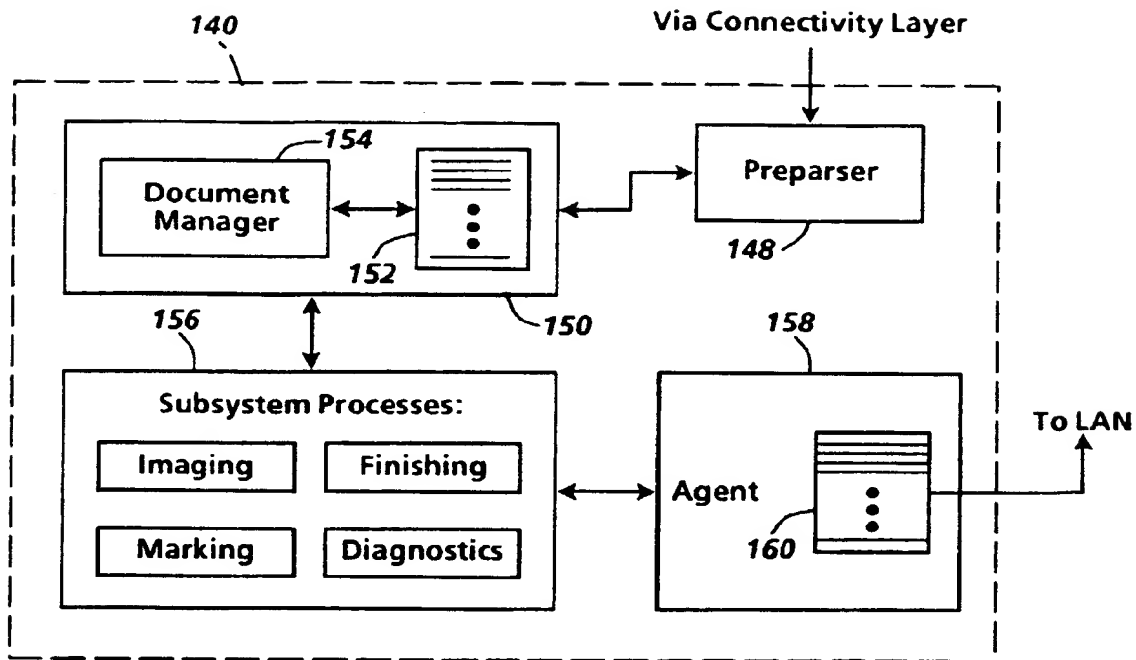 140
Via Connectivity Layer
154
Document
Manager
152
Preparser
148
150
156
158
Subsystem Processes:
Imaging
Finishing
Marking
Diagnostics
Agent
160
To LAN